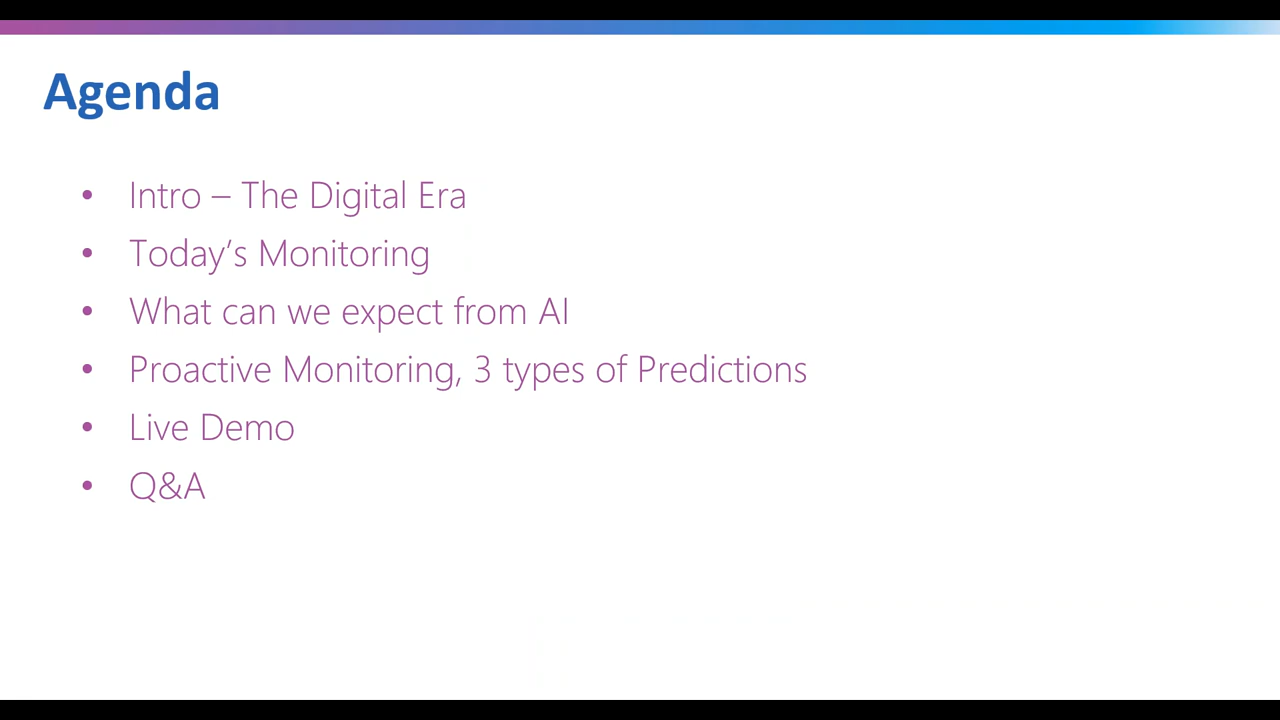 Agenda
• Intro – The Digital Era
• Today’s Monitoring
• What can we expect from AI
• Proactive Monitoring, 3 types of Predictions
• Live Demo
• Q&A